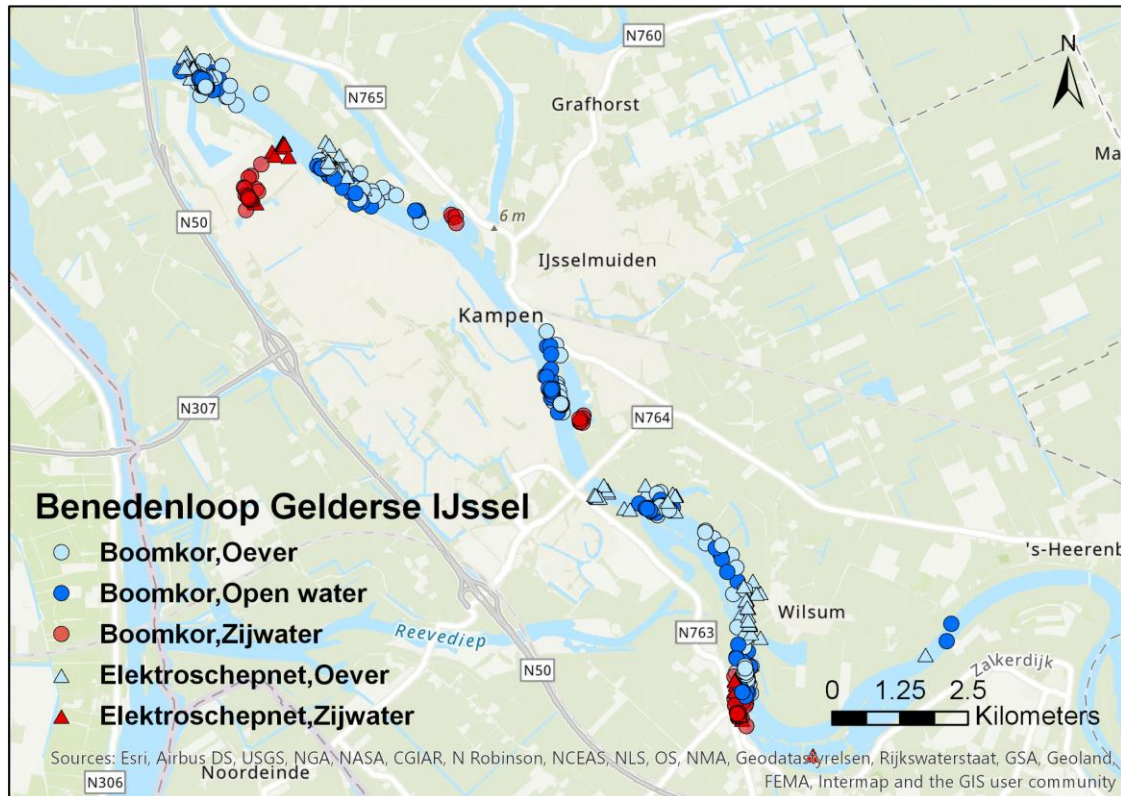 N760
N
N765
Grafhorst
Ma
N50
6 m
IJsselmuiden
Kampen
N307
N764
Benedenloop Gelderse IJssel
Boomkor,Oever
's-Heerenb
Boomkor,Open water
Boomkor,Zijwater
Reevediep
N763
Wilsum
Elektroschepnet,Oever
N50
Zalkerdijk
0 1.25 2.5
Kilometers
Elektroschepnet,Zijwater
Sources: Esri, Airbus DS, USGS, NGA, NASA, CGIAR, N Robinson, NCEAS, NLS, OS, NMA, Geodatastyrelsen, Rijkswaterstaat, GSA, Geoland,
FEMA, Intermap and the GIS user community
Noordeinde
N306